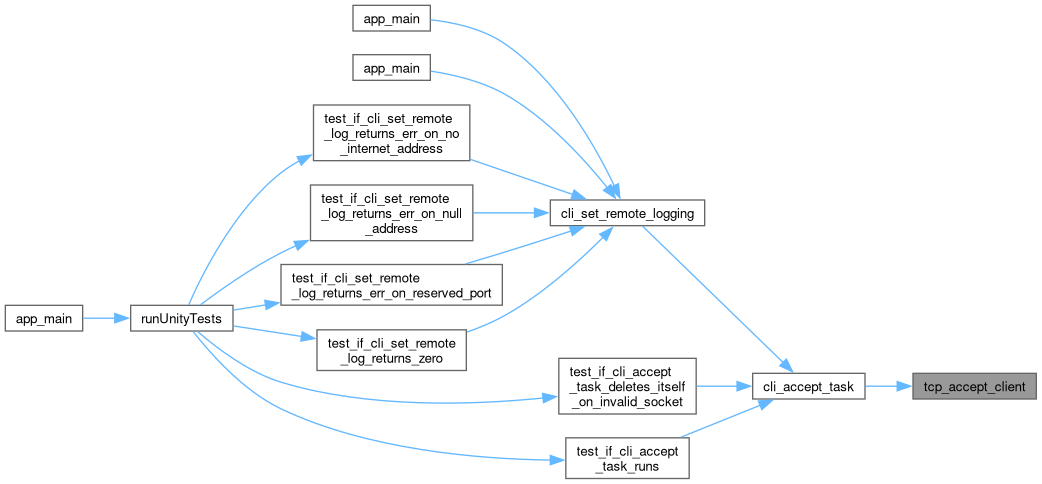 app_main
app_main
test_if_cli_set_remote
_log_returns_err_on_no
_internet_address
test_if_cli_set_remote
_log_returns_err_on_null
_address
cli_set_remote_logging
test_if_cli_set_remote
_log_returns_err_on_reserved_port
app_main
runUnityTests
test_if_cli_set_remote
_log_returns_zero
test_if_cli_accept
_task_deletes_itself
_on_invalid_socket
cli_accept_task
tcp_accept_client
test_if_cli_accept
_task_runs